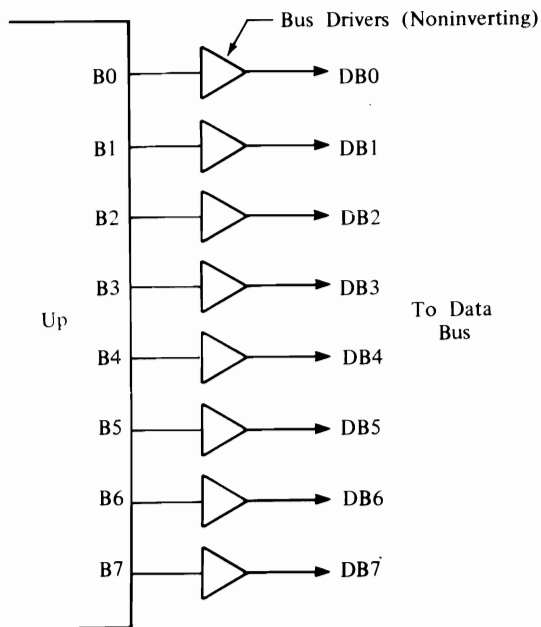 Bus Drivers (Noninverting)
B0 DB0
B1 DB1
B2 DB2
B3 DB3
Up
To Data
Bus
B4 DB4
B5 DB5
B6 DB6
B7 DB7